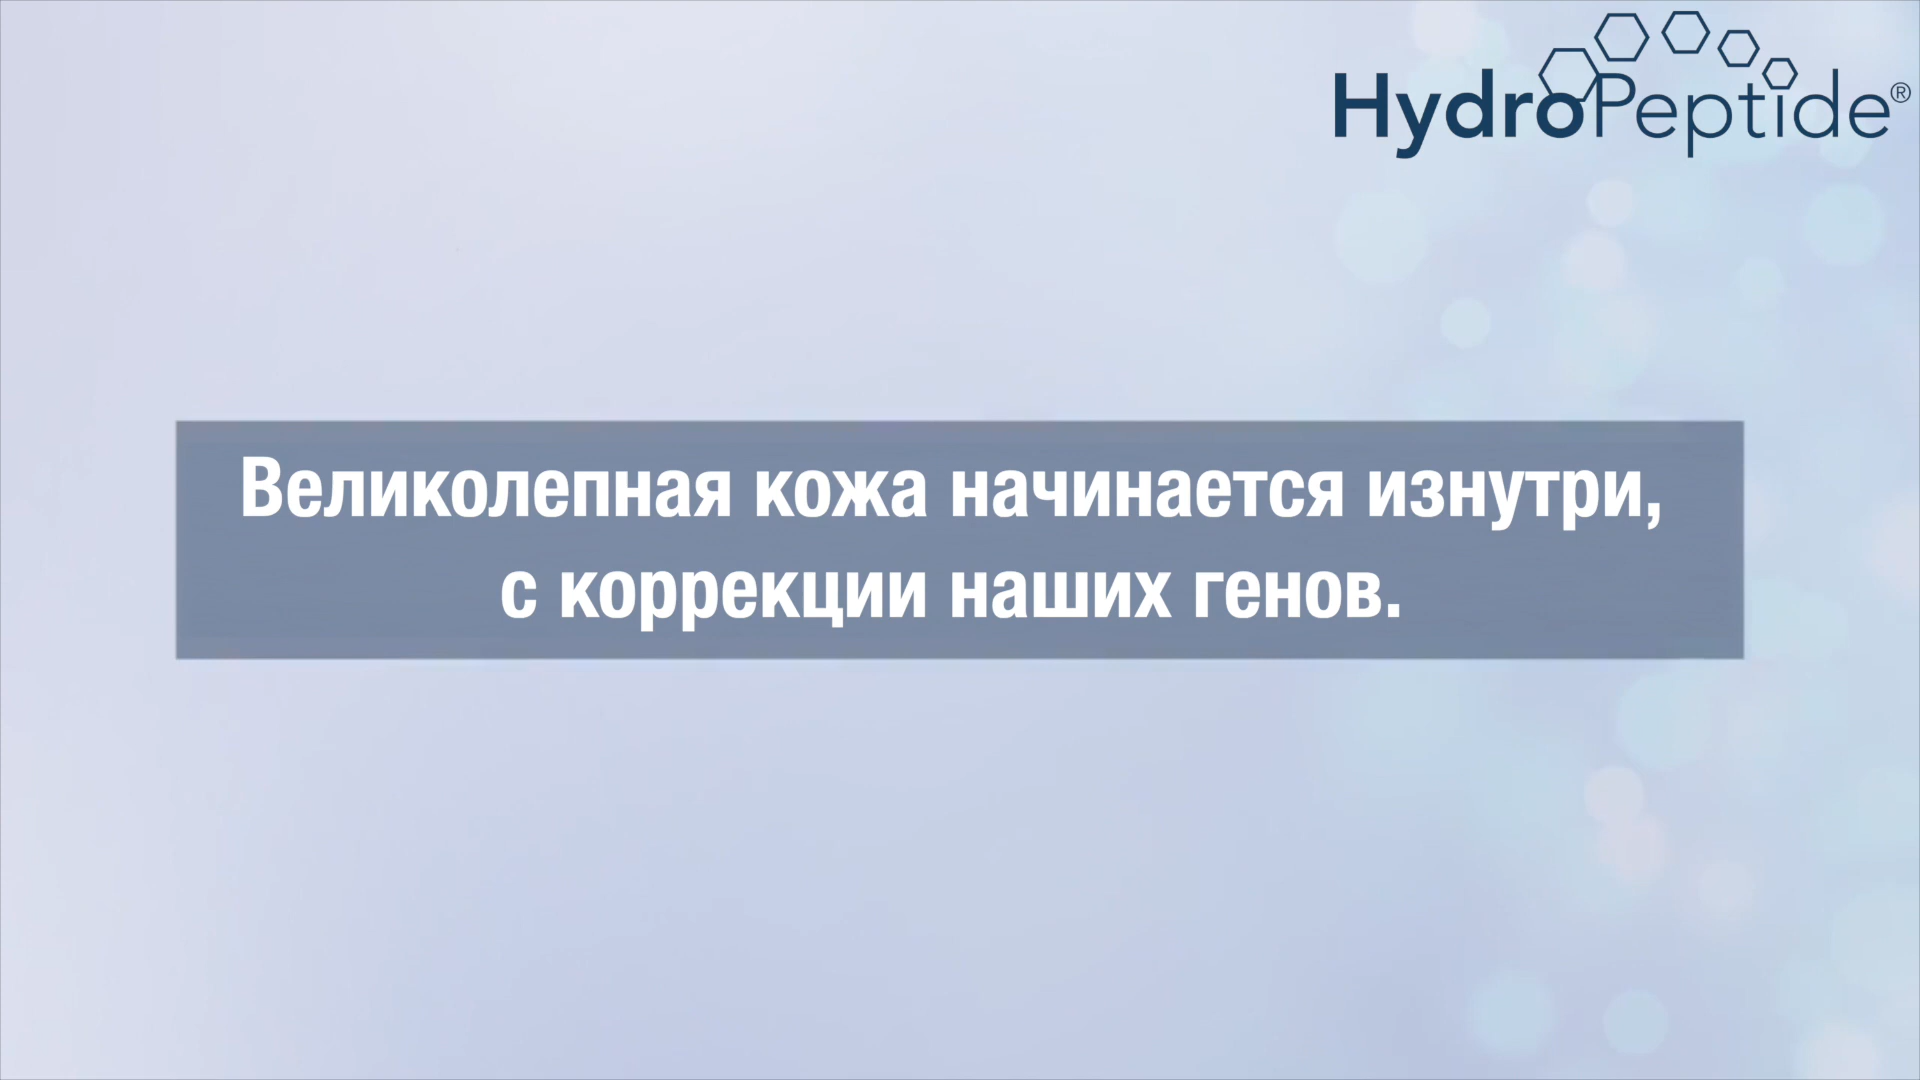 HydroPeptide®
Великолепная кожа начинается изнутри,
с коррекции наших генов.